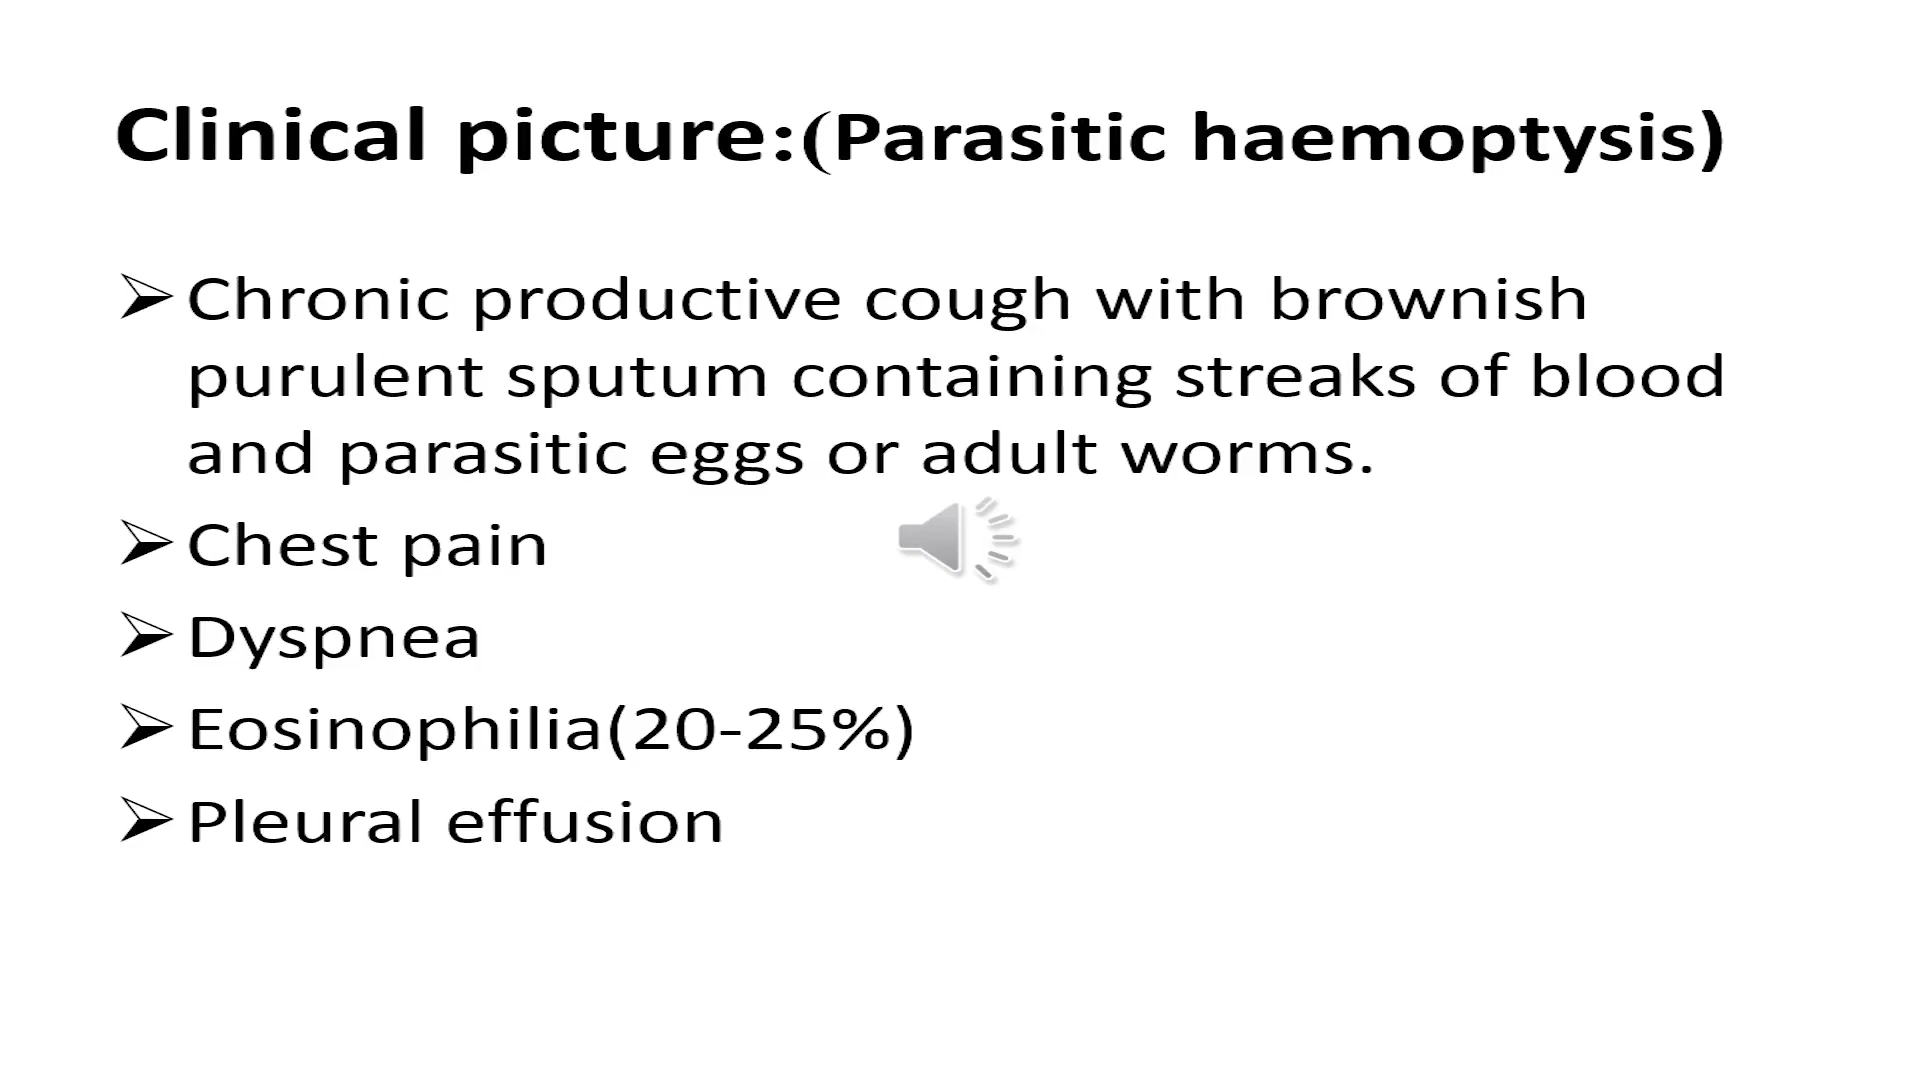 Clinical picture:(Parasitic haemoptysis)
➢Chronic productive cough with brownish
purulent sputum containing streaks of blood
and parasitic eggs or adult worms.
➢Chest pain
➢Dyspnea
➢Eosinophilia(20-25%)
➢Pleural effusion